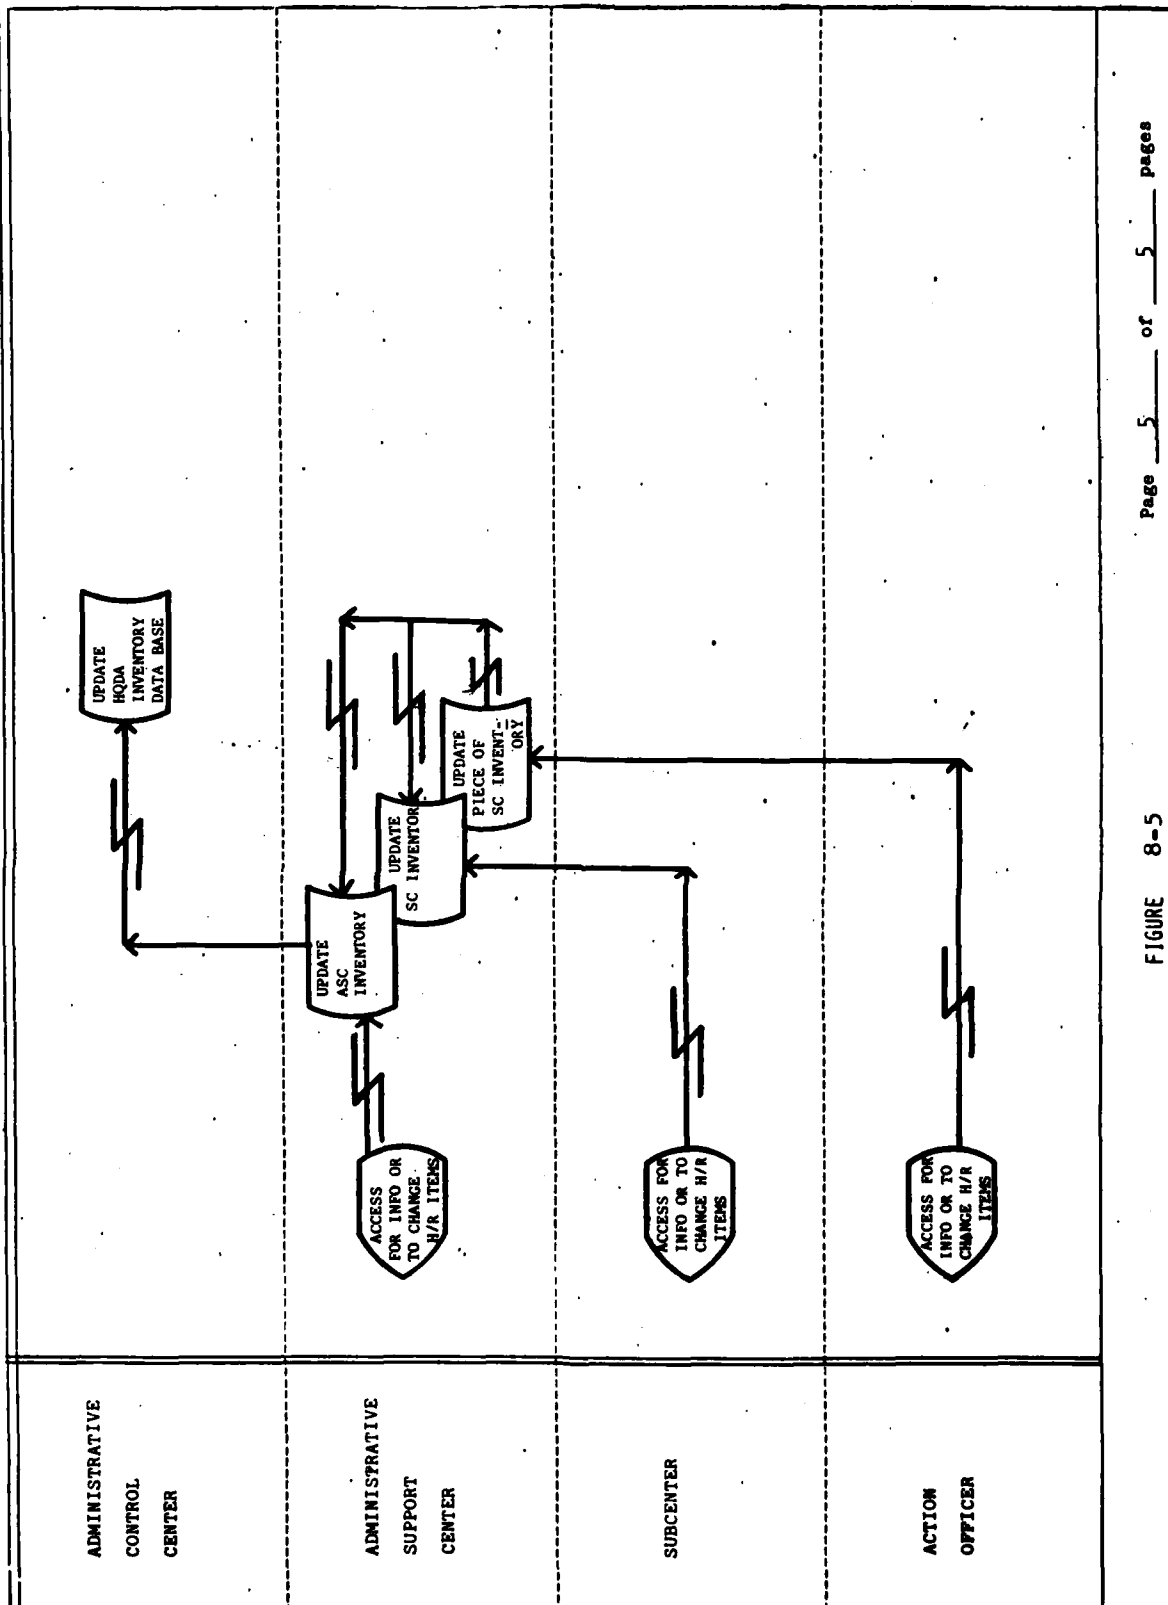 ADMINISTRATIVE
CONTROL
CENTER
UPDATE
HQDA
INVENTORY
DATA BASE
ADMINISTRATIVE
SUPPORT
CENTER
ACCESS
FOR INFO OR
TO CHANGE
H/R ITEMS
UPDATE
ASC
INVENTORY
UPDATE
SC INVENTOR
UPDATE
PIECE OF
SC INVENT-
ORY
SUBCENTER
ACCESS FOR
INFO OR TO
CHANGE H/R
ITEMS
ACTION
OFFICER
ACCESS FOR
INFO OR TO
CHANGE H/R
ITEMS
FIGURE 8-5
Page 5 of 5 pages